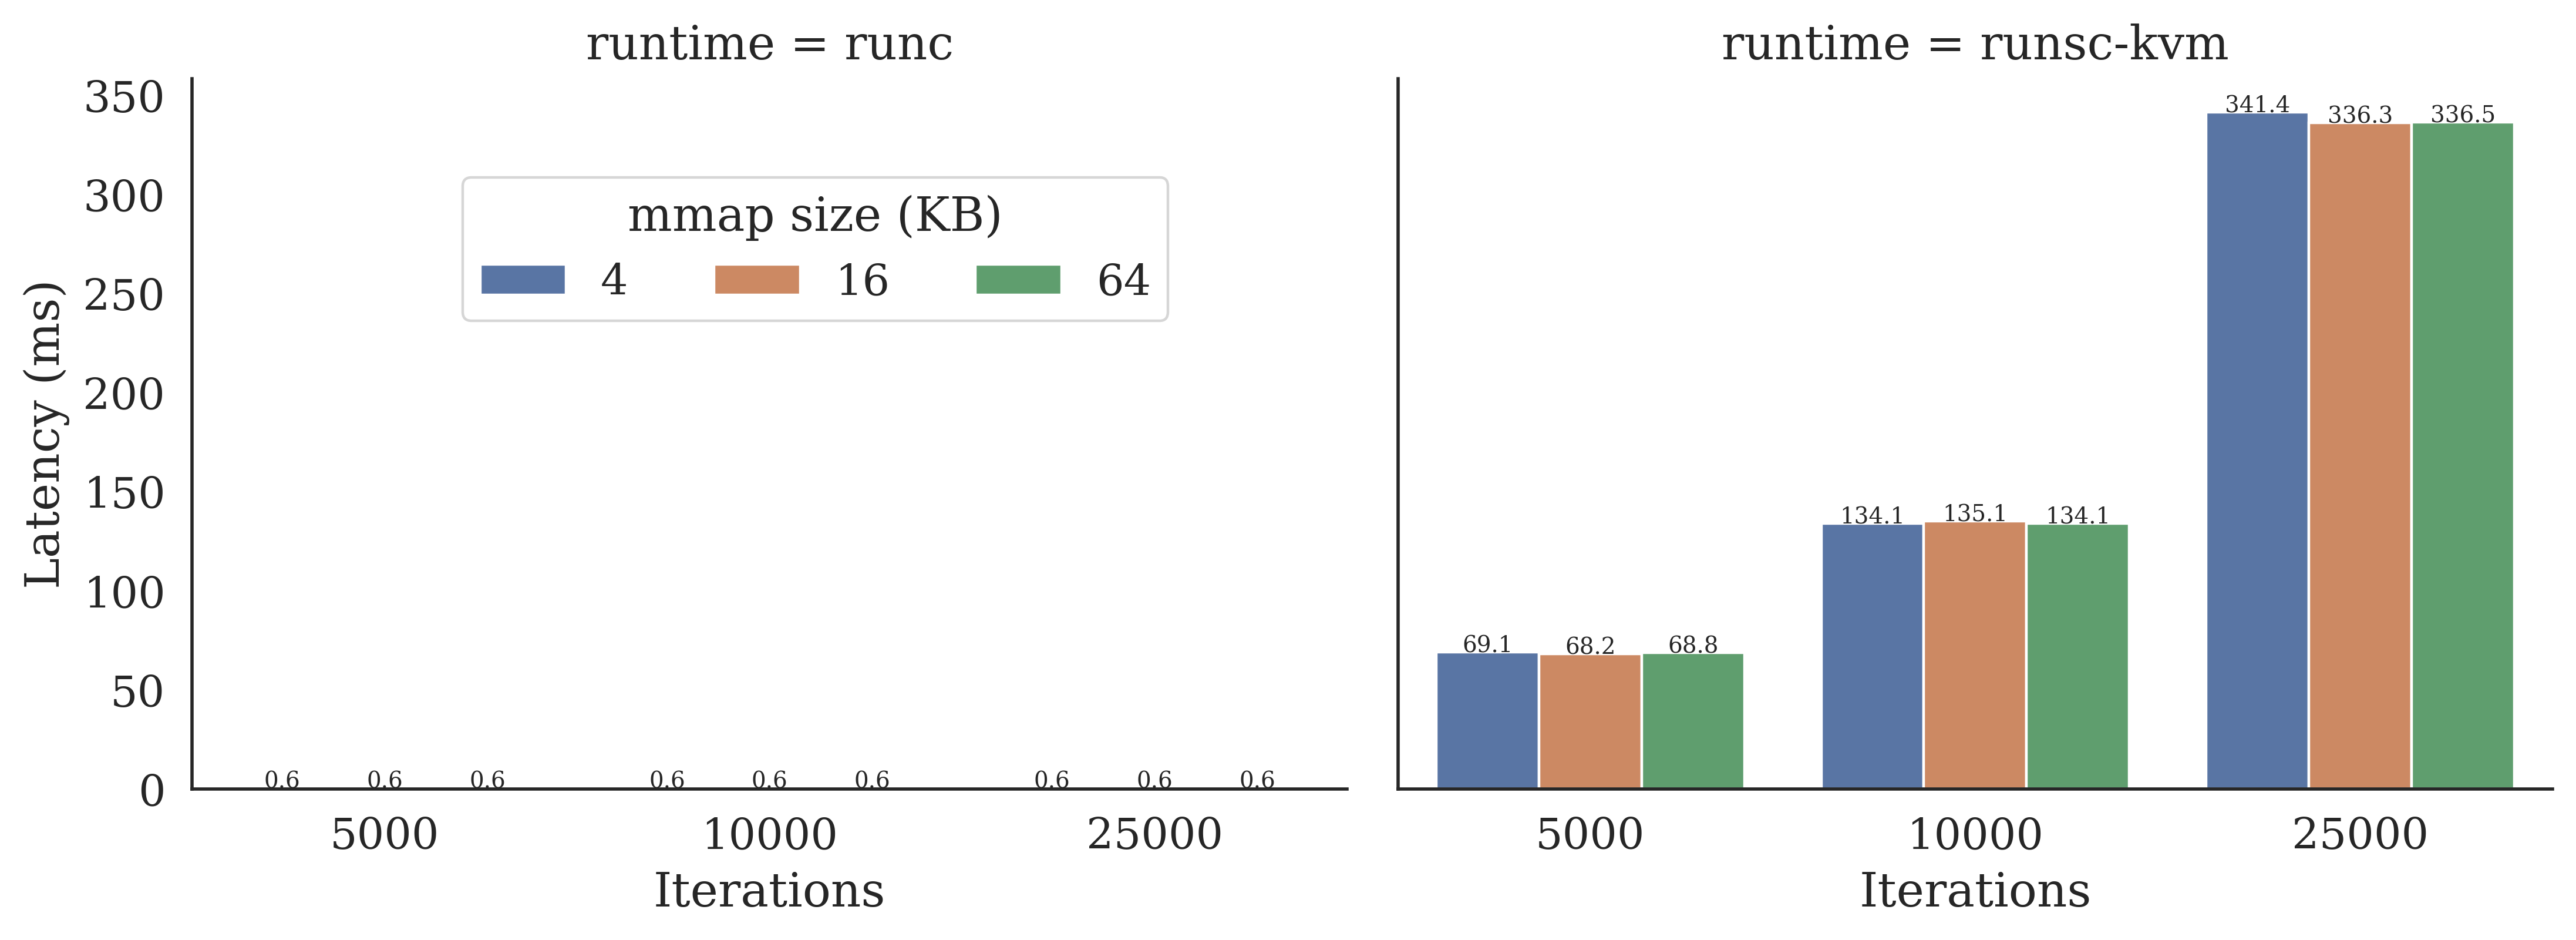 runtime = runc
runtime = runsc-kvm
Latency (ms)
350
300
250
200
150
100
50
0
mmap size (KB)
4 16 64
0.6 0.6 0.6 0.6 0.6 0.6 0.6 0.6 0.6
5000 10000 25000
Iterations
341.4 336.3 336.5
134.1 135.1 134.1
69.1 68.2 68.8
5000 10000 25000
Iterations